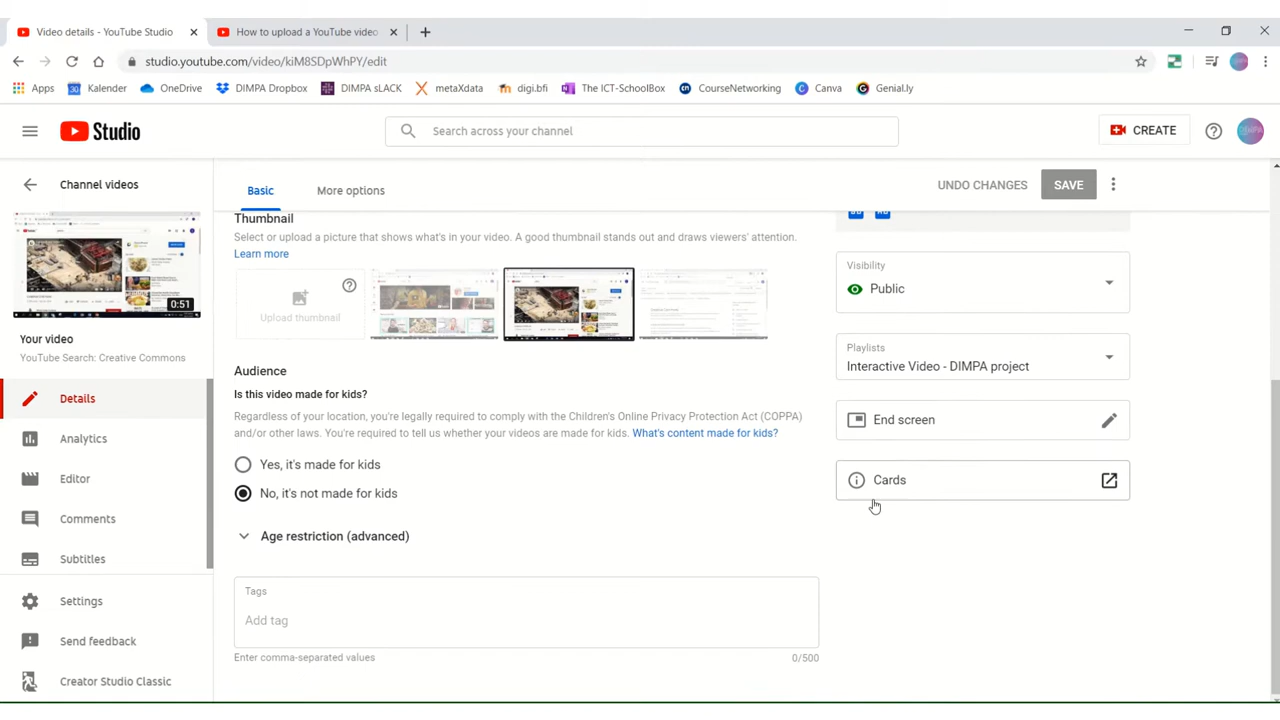 Video details - YouTube Studio
How to upload a YouTube video
studio.youtube.com/video/kiM8SDpWhPY/edit
Apps
Kalender
OneDrive
DIMPA Dropbox
DIMPA sLACK
metaXdata
digi.bfi
The ICT-SchoolBox
CourseNetworking
Canva
Genial.ly
Studio
Search across your channel
CREATE
Channel videos
Basic
More options
UNDO CHANGES
SAVE
0:51
Your video
YouTube Search: Creative Commons
Details
Analytics
Editor
Comments
Subtitles
Settings
Send feedback
Creator Studio Classic
Thumbnail
Select or upload a picture that shows what's in your video. A good thumbnail stands out and draws viewers' attention.
Learn more
Upload thumbnail
Audience
Is this video made for kids?
Regardless of your location, you're legally required to comply with the Children's Online Privacy Protection Act (COPPA)
and/or other laws. You're required to tell us whether your videos are made for kids. What's content made for kids?
Yes, it's made for kids
No, it's not made for kids
Age restriction (advanced)
Tags
Add tag
Enter comma-separated values
0/500
Visibility
Public
Playlists
Interactive Video - DIMPA project
End screen
Cards